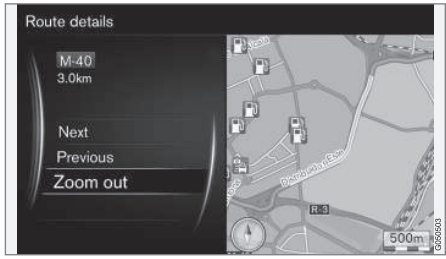 Route details
M-40
3.0km
Next
Previous
Zoom out
R-3
500m
G050503